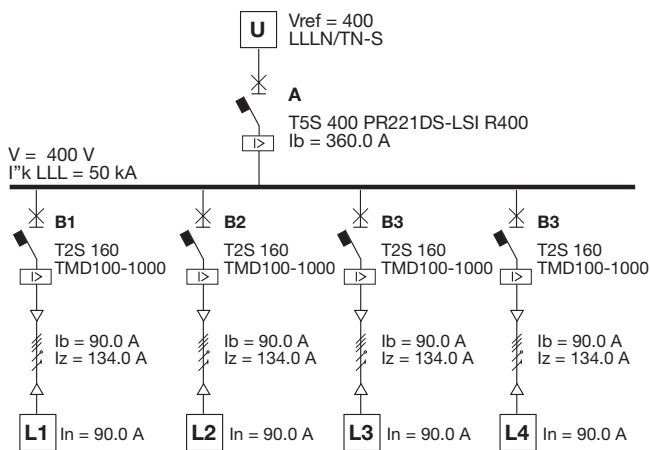 U
Vref = 400
LLLN/TN-S
A
T5S 400 PR221DS-LSI R400
Ib = 360.0 A
I>
V = 400 V
I"k LLL = 50 kA
B1
T2S 160
TMD100-1000
I>
Ib = 90.0 A
Iz = 134.0 A
L1
In = 90.0 A
B2
T2S 160
TMD100-1000
I>
Ib = 90.0 A
Iz = 134.0 A
L2
In = 90.0 A
B3
T2S 160
TMD100-1000
I>
Ib = 90.0 A
Iz = 134.0 A
L3
In = 90.0 A
B3
T2S 160
TMD100-1000
I>
Ib = 90.0 A
Iz = 134.0 A
L4
In = 90.0 A